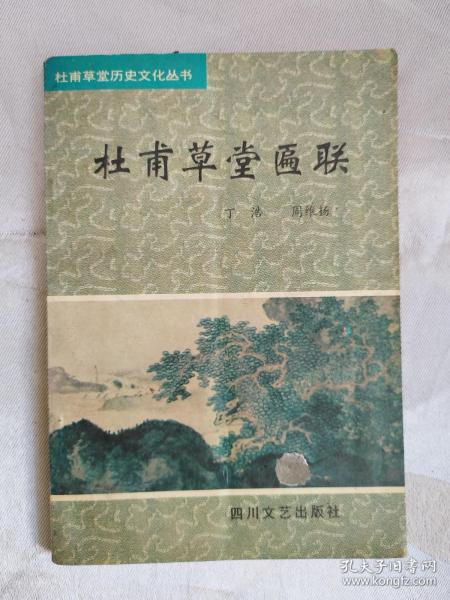 杜甫草堂历史文化丛书
杜甫草堂匾联
丁浩 周维扬
四川文艺出版社
孔夫子旧书网
www.kongfz.com